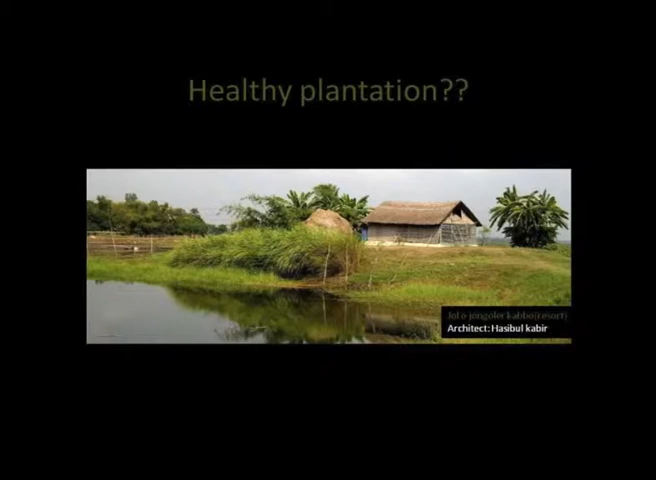 Healthy plantation??
Jol o jongoler kabbo(resort)
Architect: Hasibul kabir